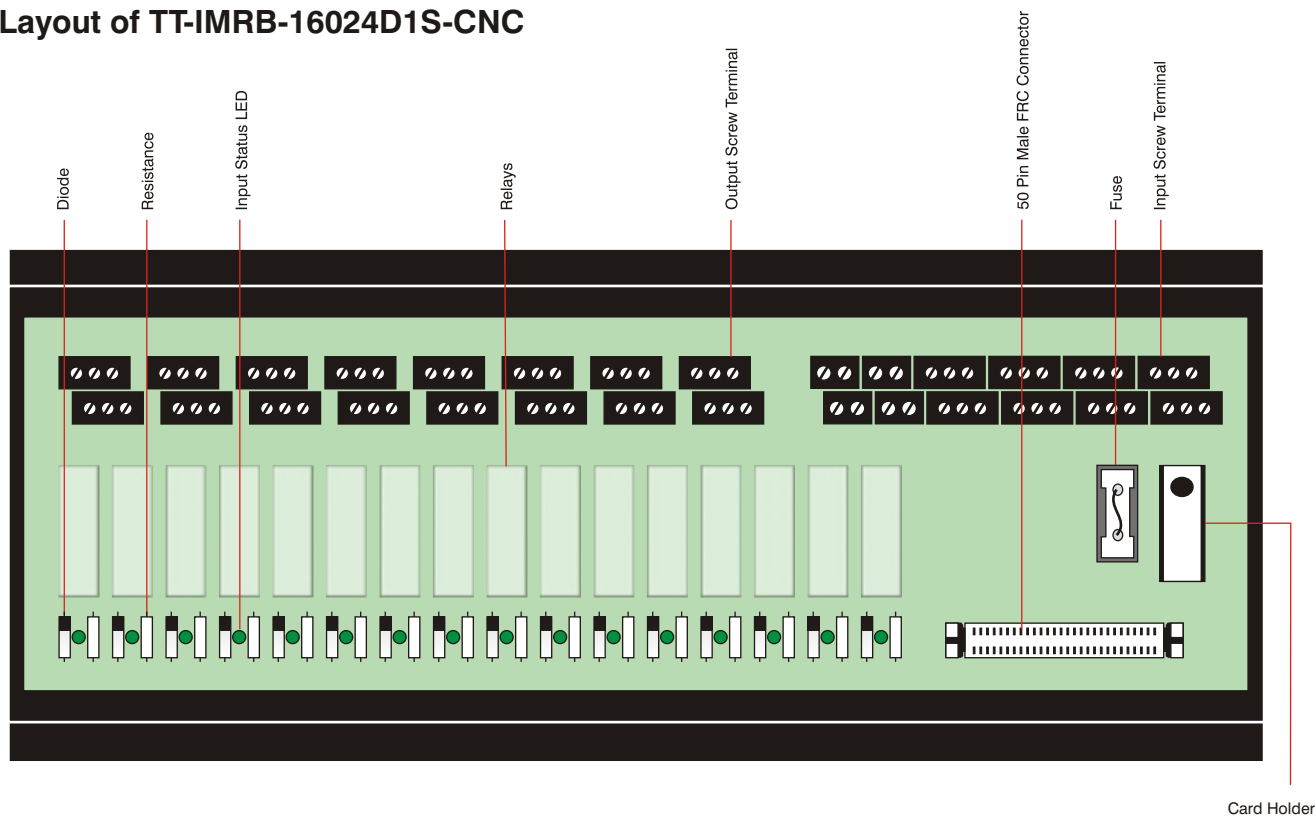 Layout of TT-IMRB-16024D1S-CNC
Diode
Resistance
Input Status LED
Relays
Output Screw Terminal
50 Pin Male FRC Connector
Fuse
Input Screw Terminal
Card Holder